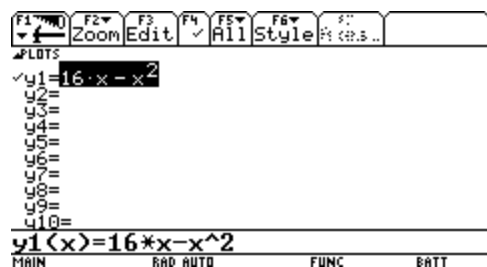 F1 F2 F3 F4 F5 F6
Zoom Edit ✓ All Style
PLOTS
✓y1=16·x-x²
y2=
y3=
y4=
y5=
y6=
y7=
y8=
y9=
y10=
y1(x)=16*x-x^2
MAIN RAD AUTO FUNC BATT